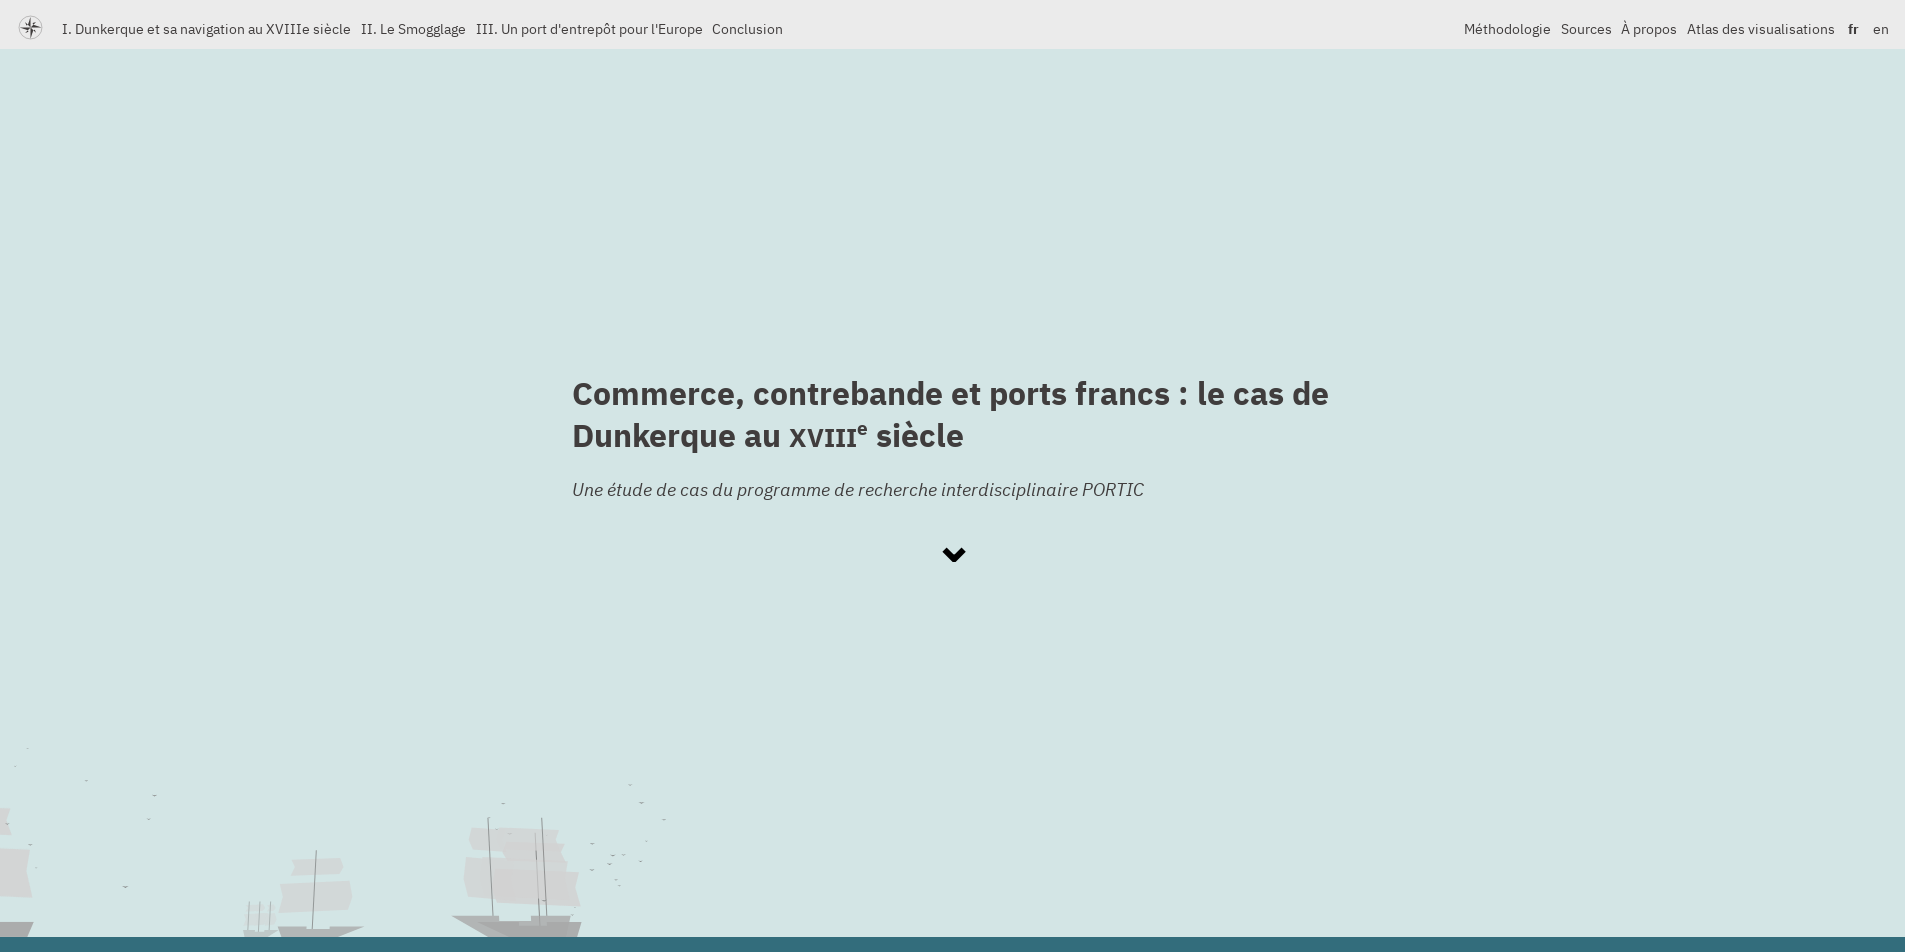 I. Dunkerque et sa navigation au XVIIIe siècle II. Le Smogglage III. Un port d'entrepôt pour l'Europe Conclusion Méthodologie Sources À propos Atlas des visualisations fr en
Commerce, contrebande et ports francs : le cas de
Dunkerque au XVIIIe siècle
Une étude de cas du programme de recherche interdisciplinaire PORTIC